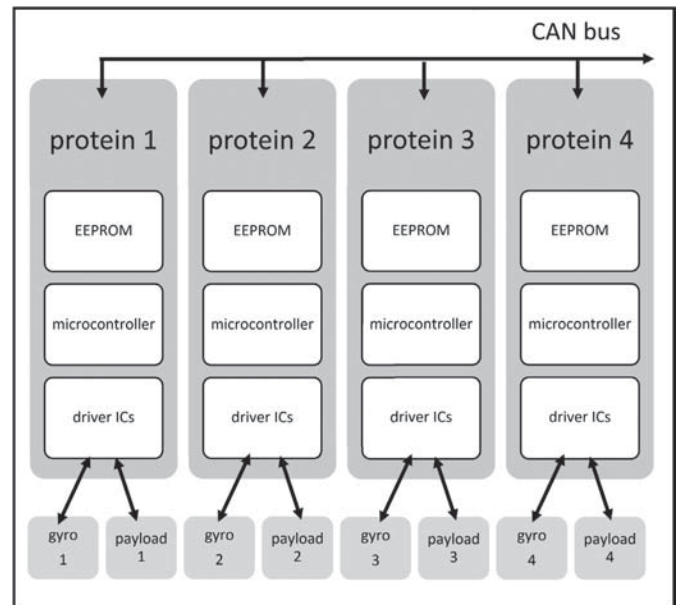 CAN bus
protein 1
protein 2
protein 3
protein 4
EEPROM
EEPROM
EEPROM
EEPROM
microcontroller
microcontroller
microcontroller
microcontroller
driver ICs
driver ICs
driver ICs
driver ICs
gyro
1
payload
1
gyro
2
payload
2
gyro
3
payload
3
gyro
4
payload
4